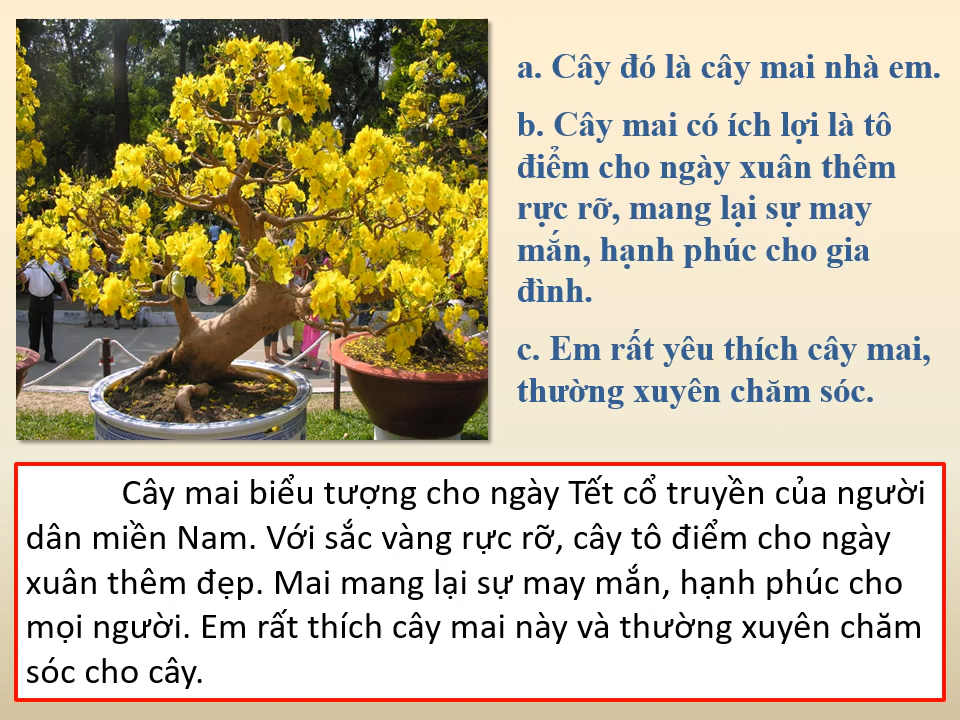 a. Cây đó là cây mai nhà em.
b. Cây mai có ích lợi là tô
điểm cho ngày xuân thêm
rực rỡ, mang lại sự may
mắn, hạnh phúc cho gia
đình.
c. Em rất yêu thích cây mai,
thường xuyên chăm sóc.
Cây mai biểu tượng cho ngày Tết cổ truyền của người
dân miền Nam. Với sắc vàng rực rỡ, cây tô điểm cho ngày
xuân thêm đẹp. Mai mang lại sự may mắn, hạnh phúc cho
mọi người. Em rất thích cây mai này và thường xuyên chăm
sóc cho cây.